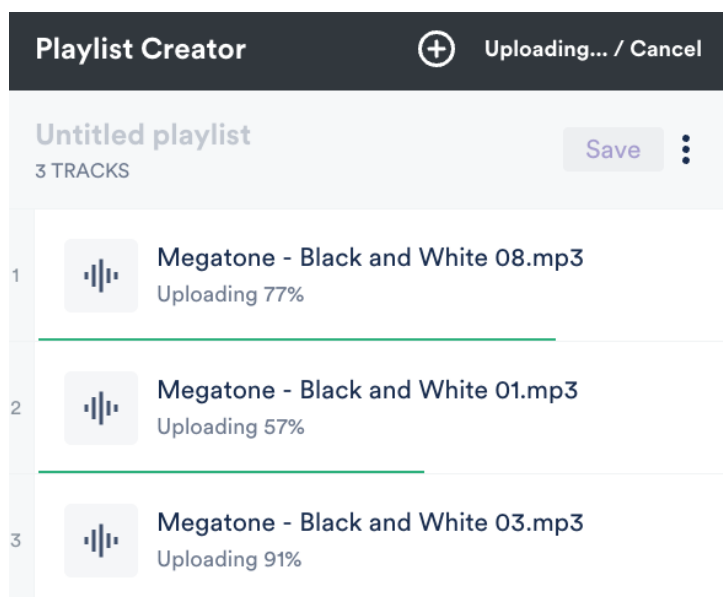 Playlist Creator
Uploading... / Cancel
Untitled playlist
Save
3 TRACKS
1
Megatone - Black and White 08.mp3
Uploading 77%
2
Megatone - Black and White 01.mp3
Uploading 57%
3
Megatone - Black and White 03.mp3
Uploading 91%